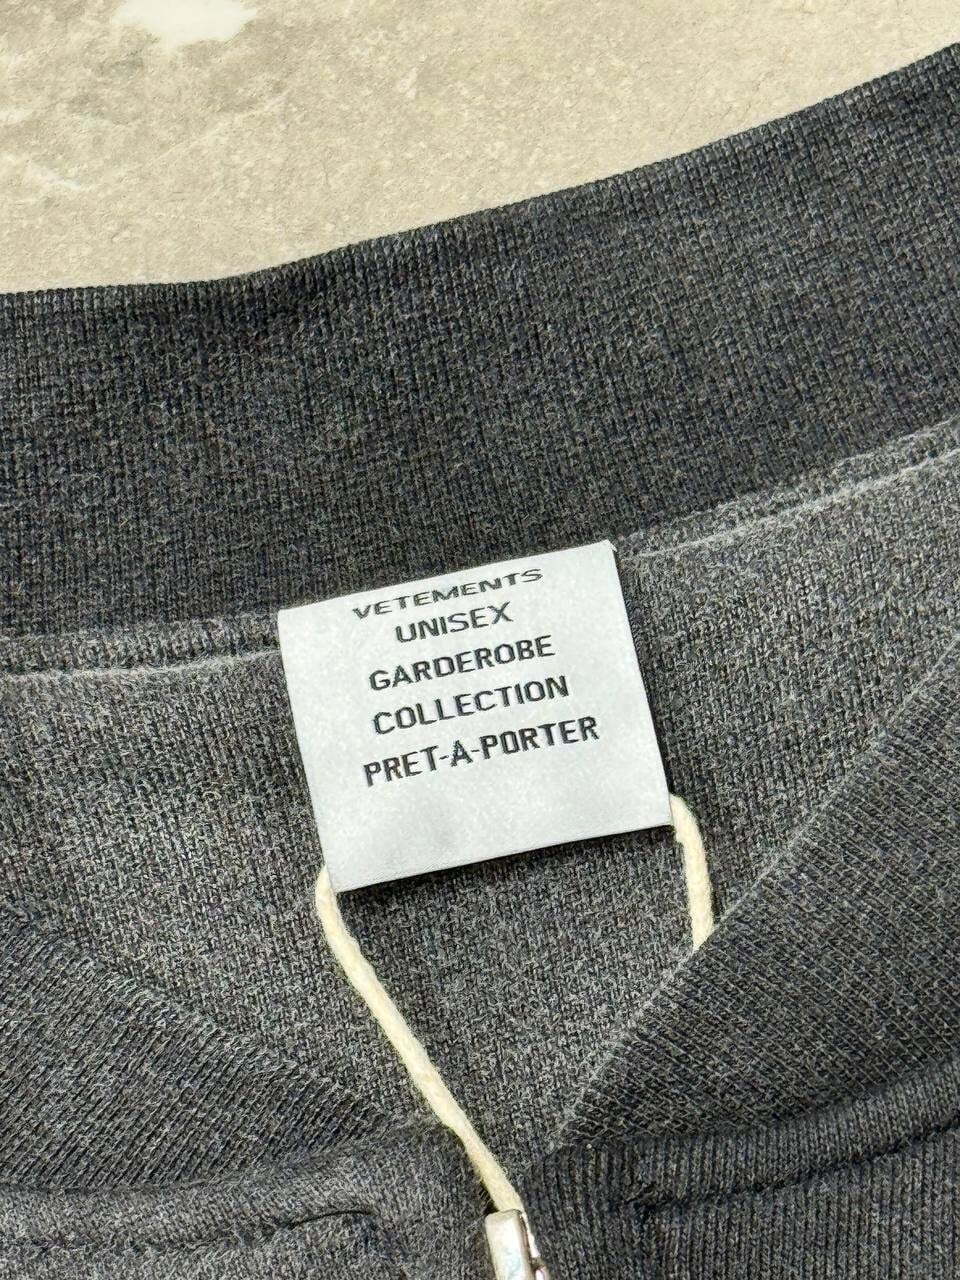 VETEMENTS
UNISEX
GARDEROBE
COLLECTION
PRET-A-PORTER